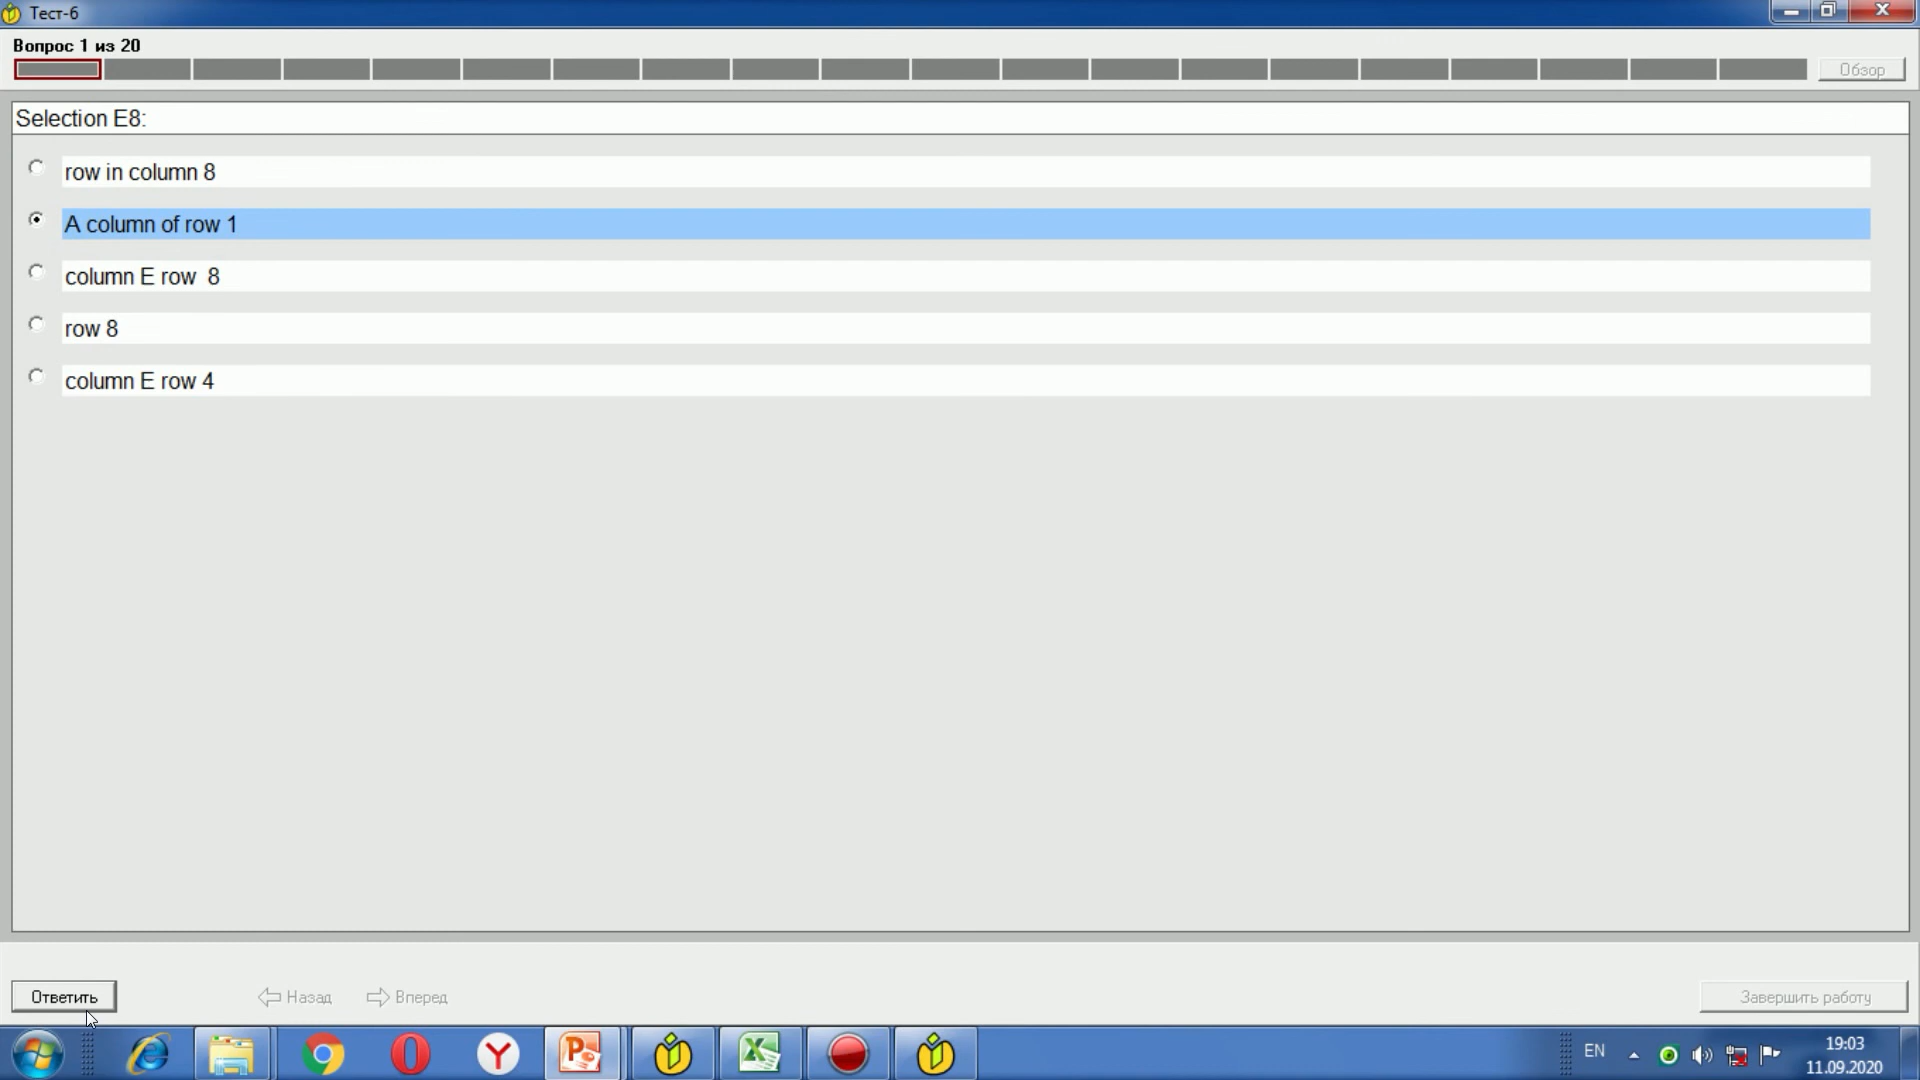 Тест-6
Вопрос 1 из 20
Обзор
Selection E8:
row in column 8
A column of row 1
column E row  8
row 8
column E row 4
Ответить
Назад
Вперед
Завершить работу
EN
19:03
11.09.2020